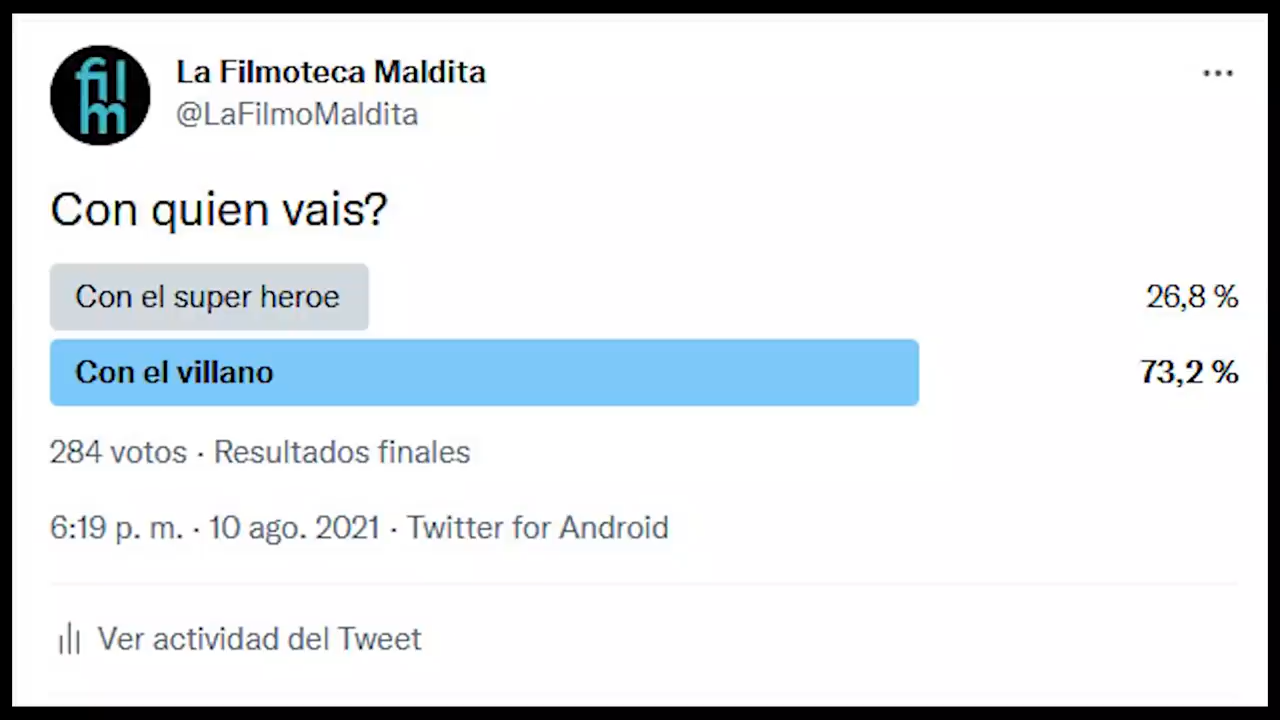 film
La Filmoteca Maldita
@LaFilmoMaldita
Con quien vais?
Con el super heroe 26,8 %
Con el villano 73,2 %
284 votos · Resultados finales
6:19 p. m. · 10 ago. 2021 · Twitter for Android
Ver actividad del Tweet